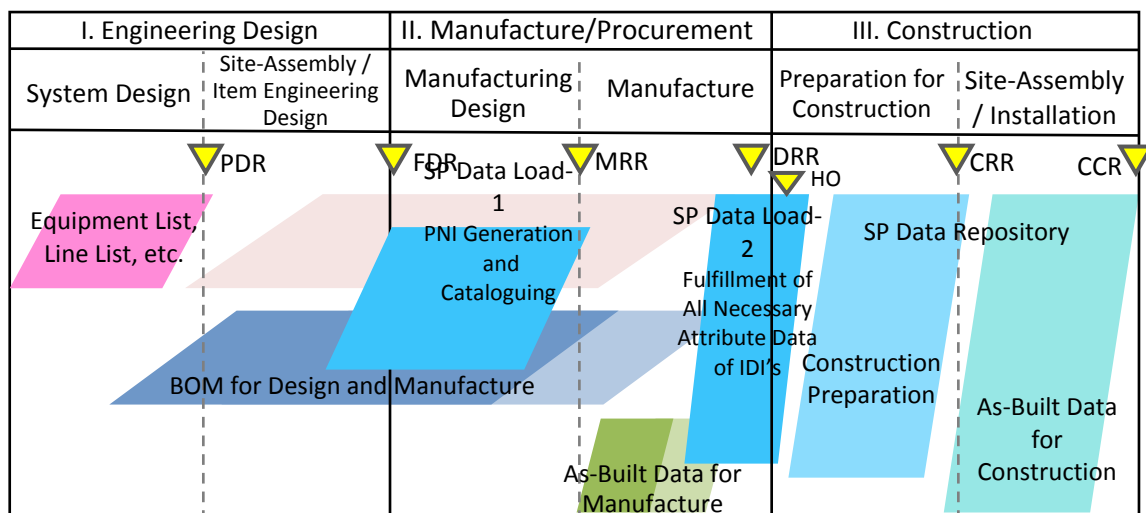 I. Engineering Design
II. Manufacture/Procurement
III. Construction
System Design
Site-Assembly /
Item Engineering
Design
Manufacturing
Design
Manufacture
Preparation for
Construction
Site-Assembly
/ Installation
PDR
FDR
MRR
DRR
HO
CRR
CCR
Equipment List,
Line List, etc.
SP Data Load-
1
PNI Generation
and
Cataloguing
SP Data Load-
2
Fulfillment of
All Necessary
Attribute Data
of IDI's
SP Data Repository
BOM for Design and Manufacture
Construction
Preparation
As-Built Data for
Manufacture
As-Built Data
for
Construction